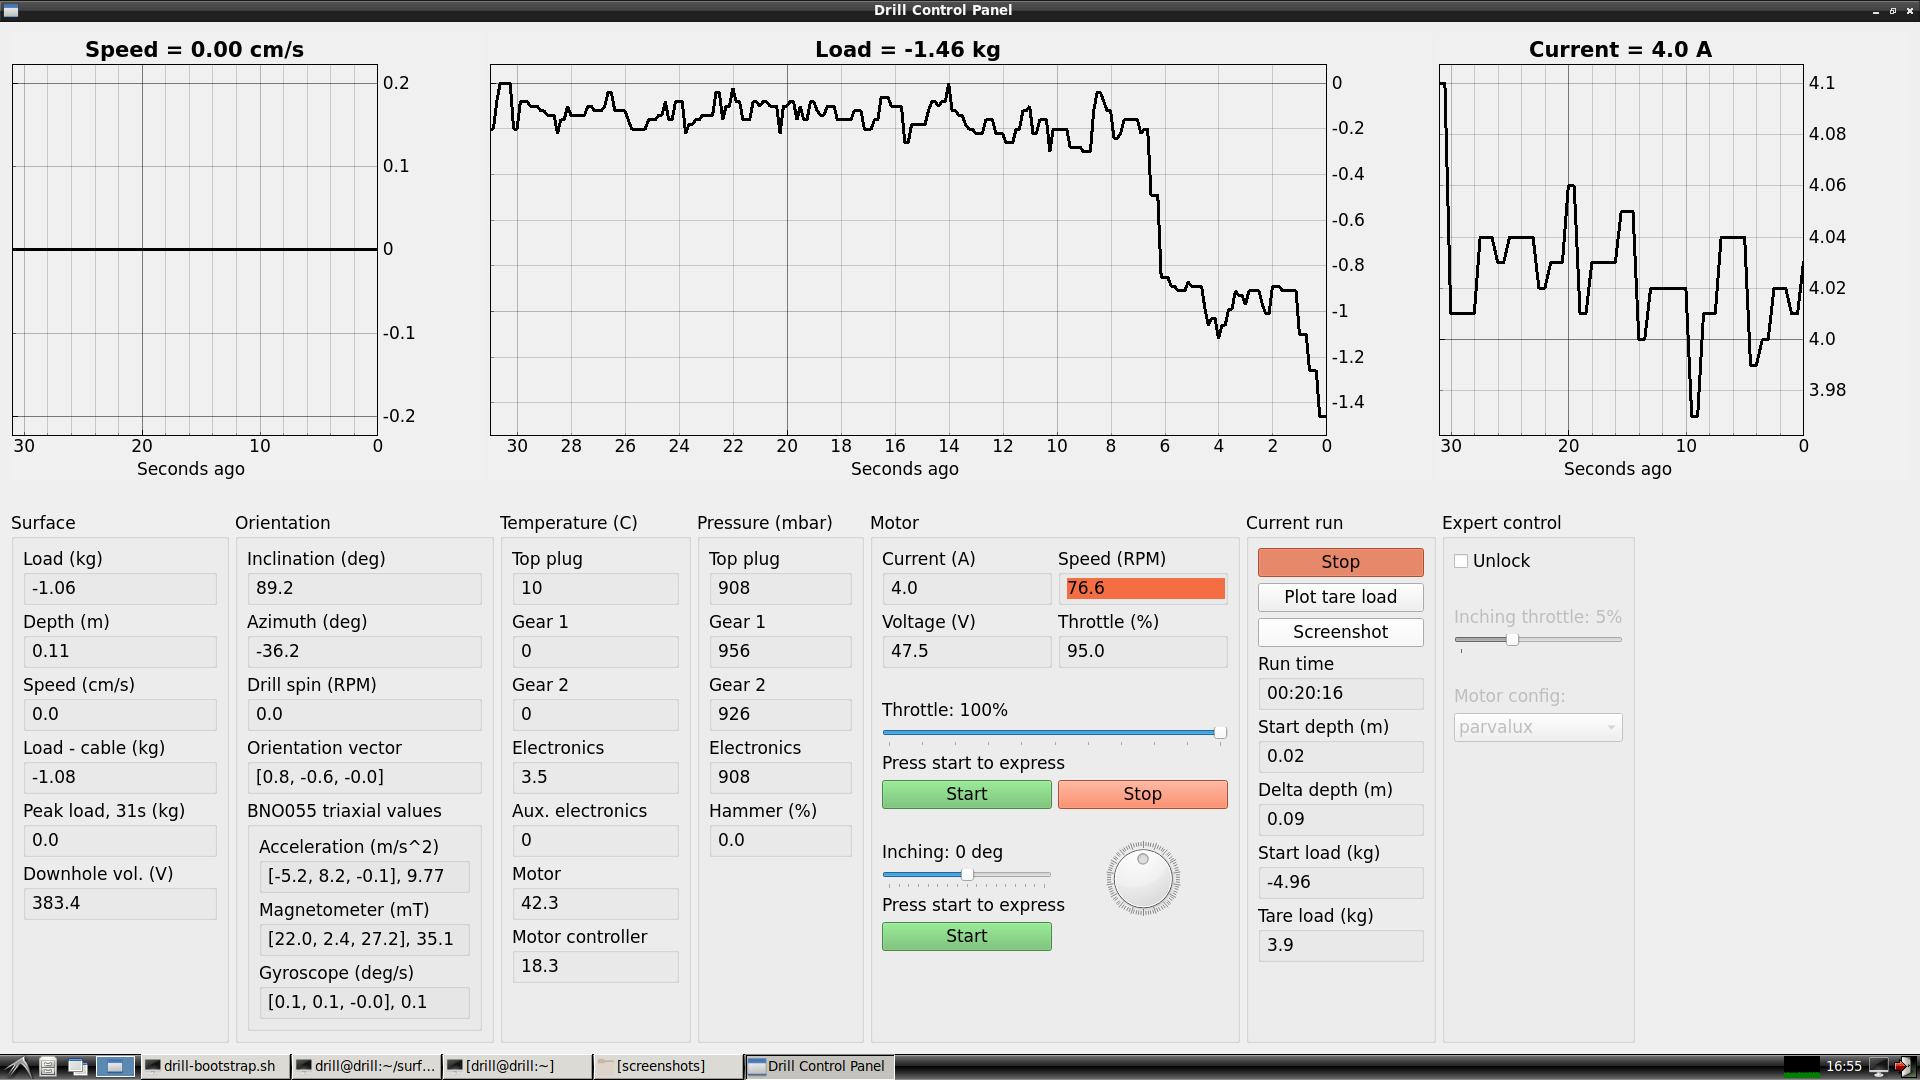 Drill Control Panel
Speed = 0.00 cm/s
0.2
0.1
0
-0.1
-0.2
30 20 10 0
Seconds ago
Load = -1.46 kg
0
-0.2
-0.4
-0.6
-0.8
-1
-1.2
-1.4
30 28 26 24 22 20 18 16 14 12 10 8 6 4 2 0
Seconds ago
Current = 4.0 A
4.1
4.08
4.06
4.04
4.02
4.0
3.98
30 20 10 0
Seconds ago
Surface
Load (kg)
-1.06
Depth (m)
0.11
Speed (cm/s)
0.0
Load - cable (kg)
-1.08
Peak load, 31s (kg)
0.0
Downhole vol. (V)
383.4
Orientation
Inclination (deg)
89.2
Azimuth (deg)
-36.2
Drill spin (RPM)
0.0
Orientation vector
[0.8, -0.6, -0.0]
BNO055 triaxial values
Acceleration (m/s^2)
[-5.2, 8.2, -0.1], 9.77
Magnetometer (mT)
[22.0, 2.4, 27.2], 35.1
Gyroscope (deg/s)
[0.1, 0.1, -0.0], 0.1
Temperature (C)
Top plug
10
Gear 1
0
Gear 2
0
Electronics
3.5
Aux. electronics
0
Motor
42.3
Motor controller
18.3
Pressure (mbar)
Top plug
908
Gear 1
956
Gear 2
926
Electronics
908
Hammer (%)
0.0
Motor
Current (A)
4.0
Speed (RPM)
76.6
Voltage (V)
47.5
Throttle (%)
95.0
Throttle: 100%
Press start to express
Start
Stop
Inching: 0 deg
Press start to express
Start
Current run
Stop
Plot tare load
Screenshot
Run time
00:20:16
Start depth (m)
0.02
Delta depth (m)
0.09
Start load (kg)
-4.96
Tare load (kg)
3.9
Expert control
Unlock
Inching throttle: 5%
Motor config:
parvalux
drill-bootstrap.sh
drill@drill:~/surf...
[drill@drill:~]
[screenshots]
Drill Control Panel
16:55